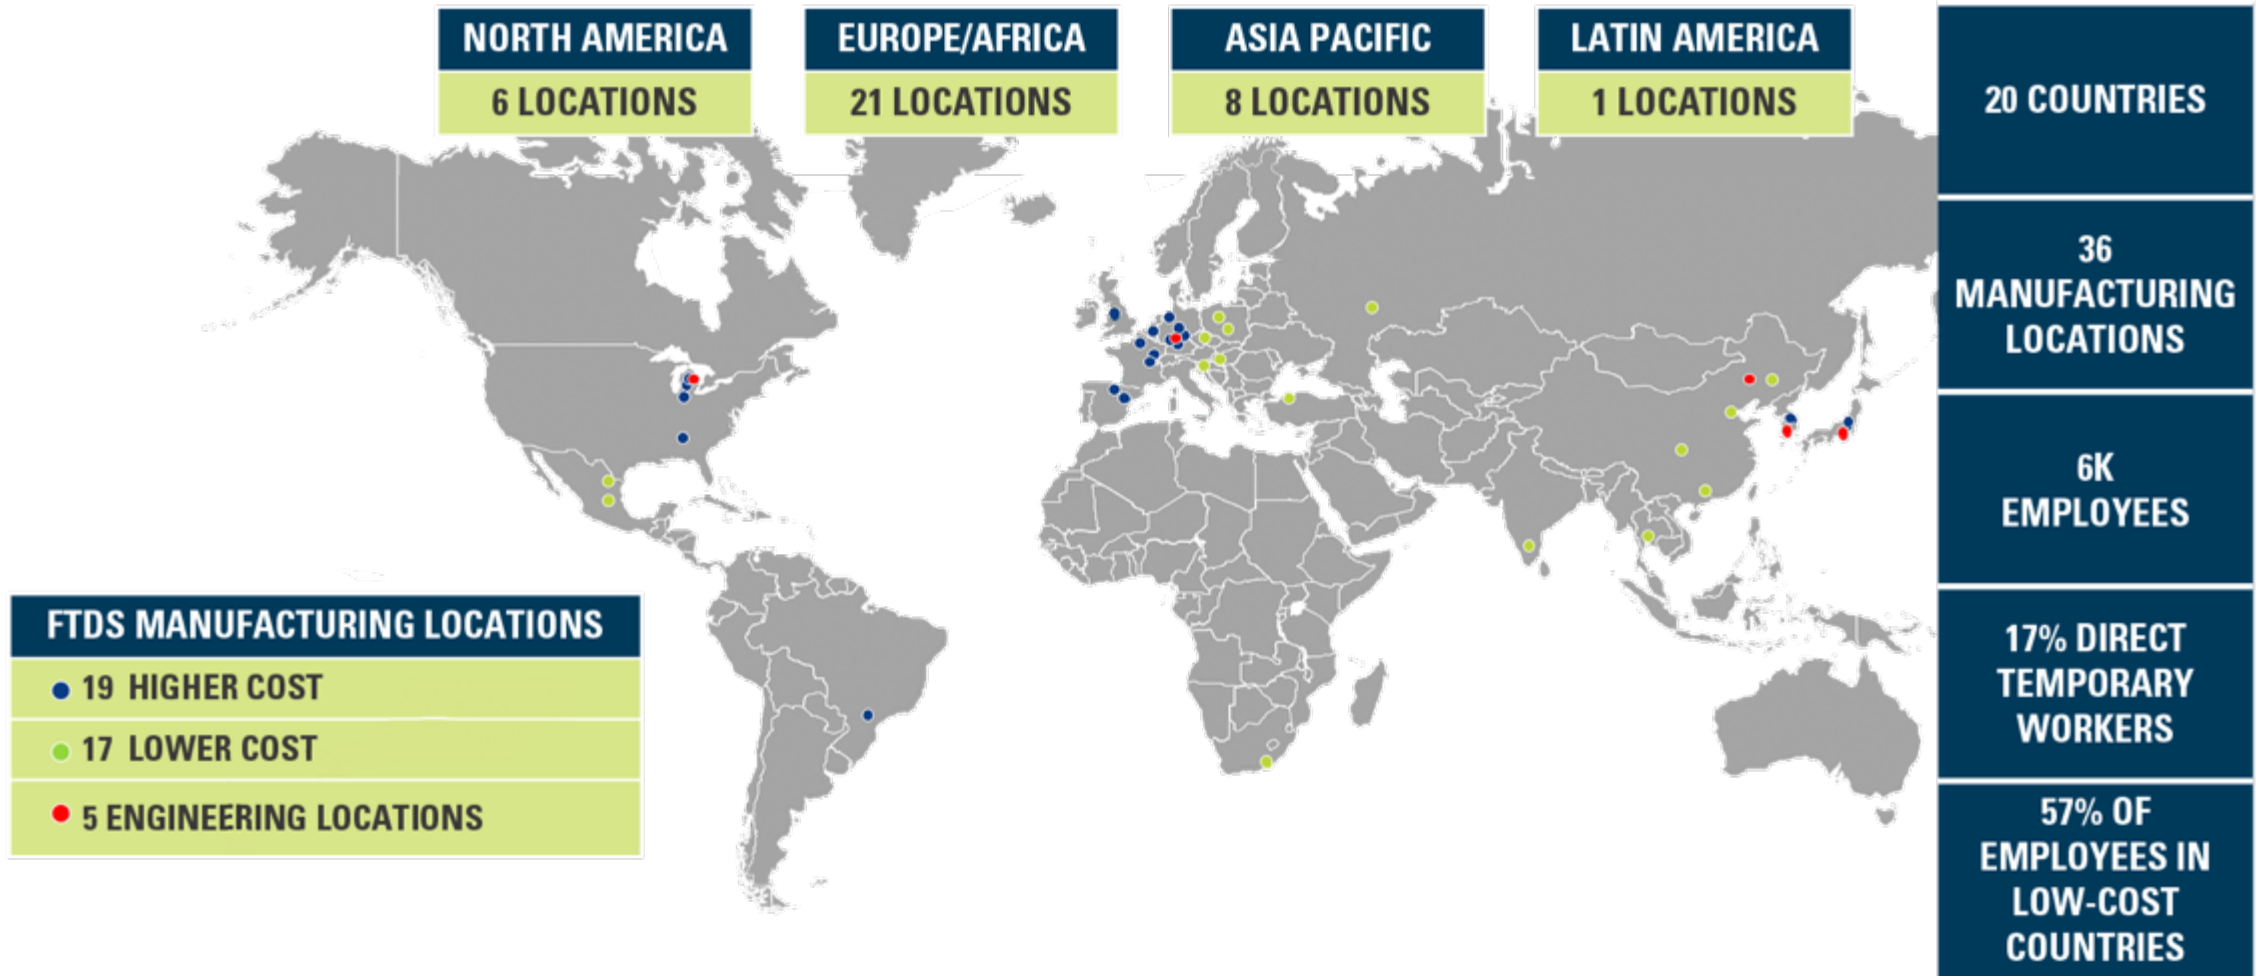 NORTH AMERICA
6 LOCATIONS
EUROPE/AFRICA
21 LOCATIONS
ASIA PACIFIC
8 LOCATIONS
LATIN AMERICA
1 LOCATIONS
20 COUNTRIES
36
MANUFACTURING
LOCATIONS
6K
EMPLOYEES
17% DIRECT
TEMPORARY
WORKERS
57% OF
EMPLOYEES IN
LOW-COST
COUNTRIES
FTDS MANUFACTURING LOCATIONS
19 HIGHER COST
17 LOWER COST
5 ENGINEERING LOCATIONS